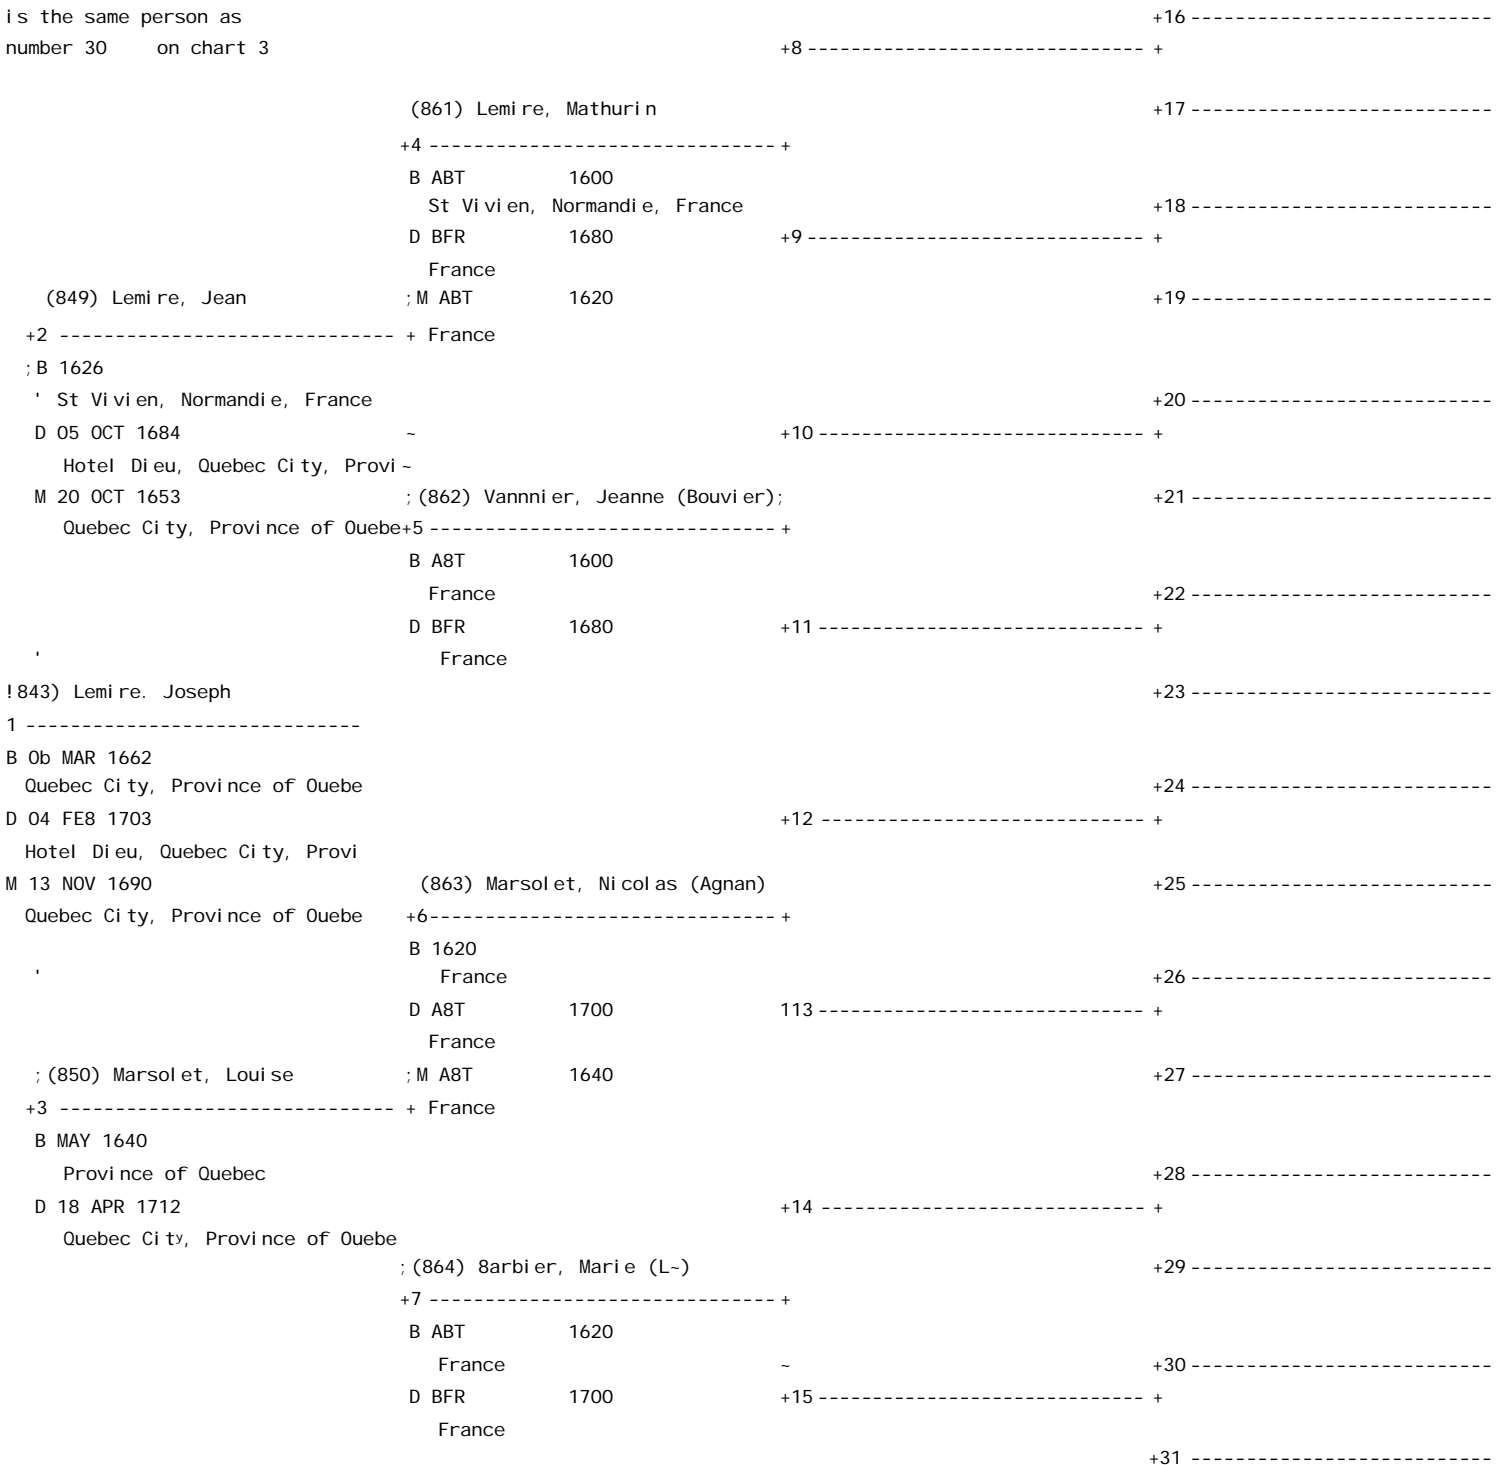 is the same person as +16 ---------------------------
number 30 on chart 3 +8 ------------------------------ +
(861) Lemire, Mathurin +17 ---------------------------
+4 ------------------------------- +
B ABT 1600
St Vivien, Normandie, France +18 ---------------------------
D BFR 1680 +9 ------------------------------ +
France
(849) Lemire, Jean ;M ABT 1620 +19 ---------------------------
+2 ------------------------------ + France
;B 1626
' St Vivien, Normandie, France +20 ---------------------------
D 05 OCT 1684 ~ +10 ----------------------------- +
Hotel Dieu, Quebec City, Provi~
M 20 OCT 1653 ;(862) Vannnier, Jeanne (Bouvier); +21 ---------------------------
Quebec City, Province of Ouebe+5 ------------------------------- +
B A8T 1600
France +22 ---------------------------
D BFR 1680 +11 ----------------------------- +
' France
!843) Lemire. Joseph +23 ---------------------------
1 ------------------------------
B 0b MAR 1662
Quebec City, Province of Ouebe +24 ---------------------------
D 04 FE8 1703 +12 ----------------------------- +
Hotel Dieu, Quebec City, Provi
M 13 NOV 1690 (863) Marsolet, Nicolas (Agnan) +25 ---------------------------
Quebec City, Province of Ouebe +6------------------------------- +
B 1620
' France +26 ---------------------------
D A8T 1700 113 ----------------------------- +
France
;(850) Marsolet, Louise ;M A8T 1640 +27 ---------------------------
+3 ------------------------------ + France
B MAY 1640
Province of Quebec +28 ---------------------------
D 18 APR 1712 +14 ----------------------------- +
Quebec City, Province of Ouebe
;(864) 8arbier, Marie (L~) +29 ---------------------------
+7 ------------------------------- +
B ABT 1620
France ~ +30 ---------------------------
D BFR 1700 +15 ----------------------------- +
France
+31 ---------------------------